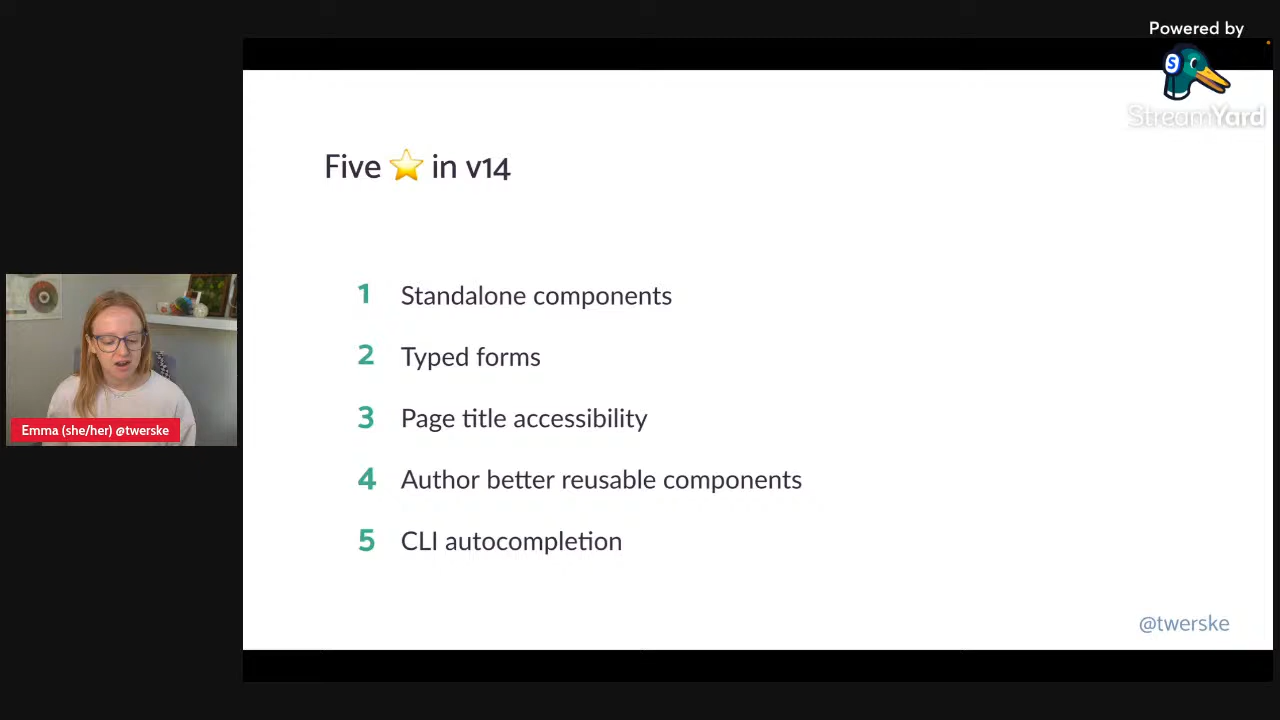 Powered by
StreamYard
Five ⭐ in v14
1 Standalone components
2 Typed forms
3 Page title accessibility
4 Author better reusable components
5 CLI autocompletion
Emma (she/her) @twerske
@twerske